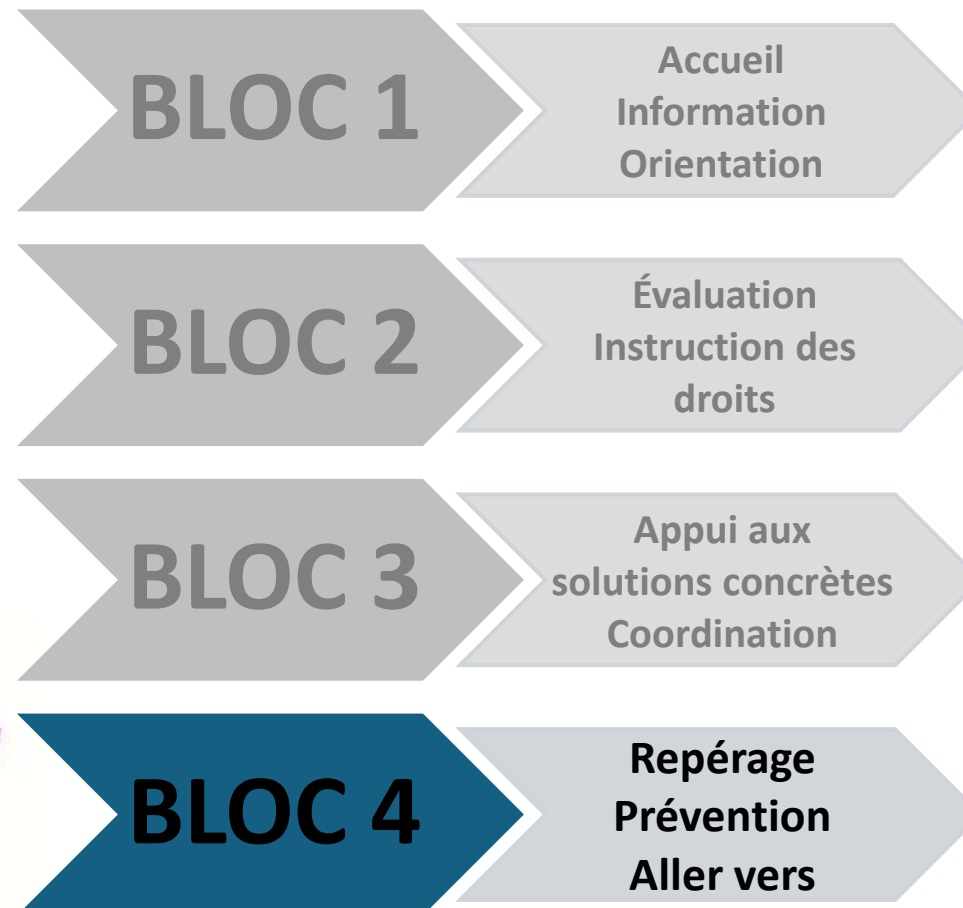 BLOC 1
Accueil
Information
Orientation
BLOC 2
Évaluation
Instruction des
droits
BLOC 3
Appui aux
solutions concrètes
Coordination
BLOC 4
Repérage
Prévention
Aller vers